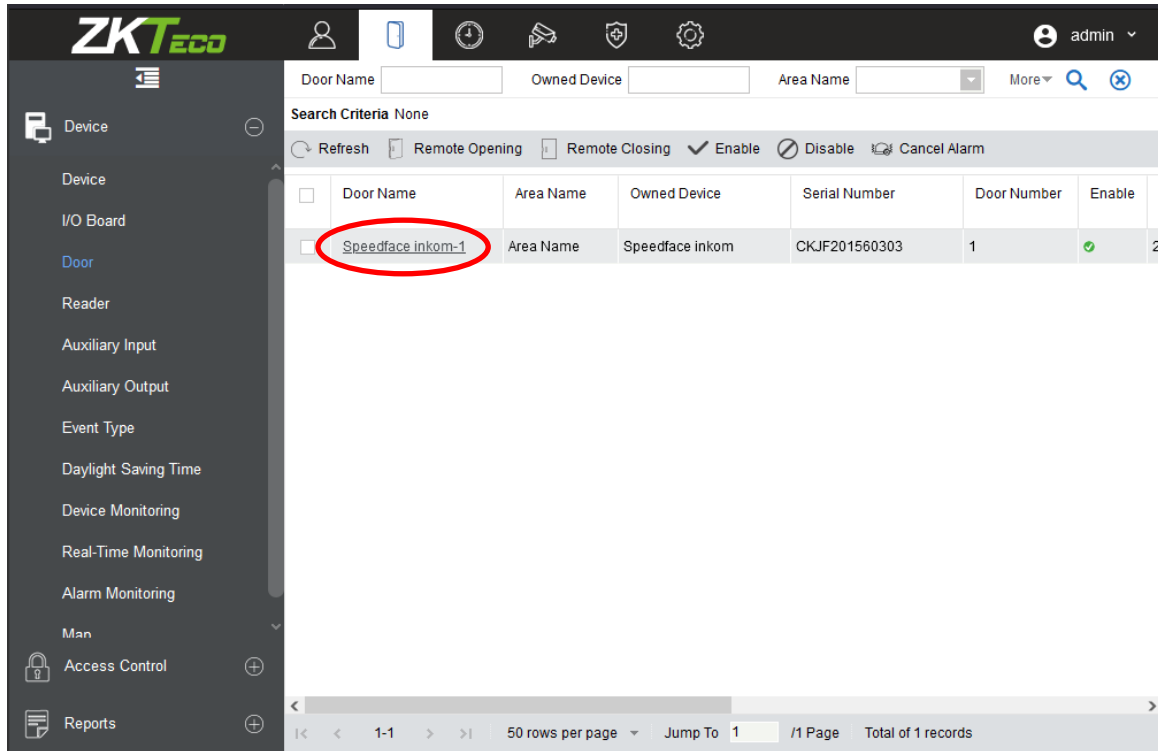 ZKTeco
admin
Door Name Owned Device Area Name More
Search Criteria None
Refresh Remote Opening Remote Closing Enable Disable Cancel Alarm
Door Name Area Name Owned Device Serial Number Door Number Enable
Speedface inkom-1 Area Name Speedface inkom CKJF201560303 1 2
Device
Device
I/O Board
Door
Reader
Auxiliary Input
Auxiliary Output
Event Type
Daylight Saving Time
Device Monitoring
Real-Time Monitoring
Alarm Monitoring
Map
Access Control
Reports
1-1 50 rows per page Jump To 1 /1 Page Total of 1 records